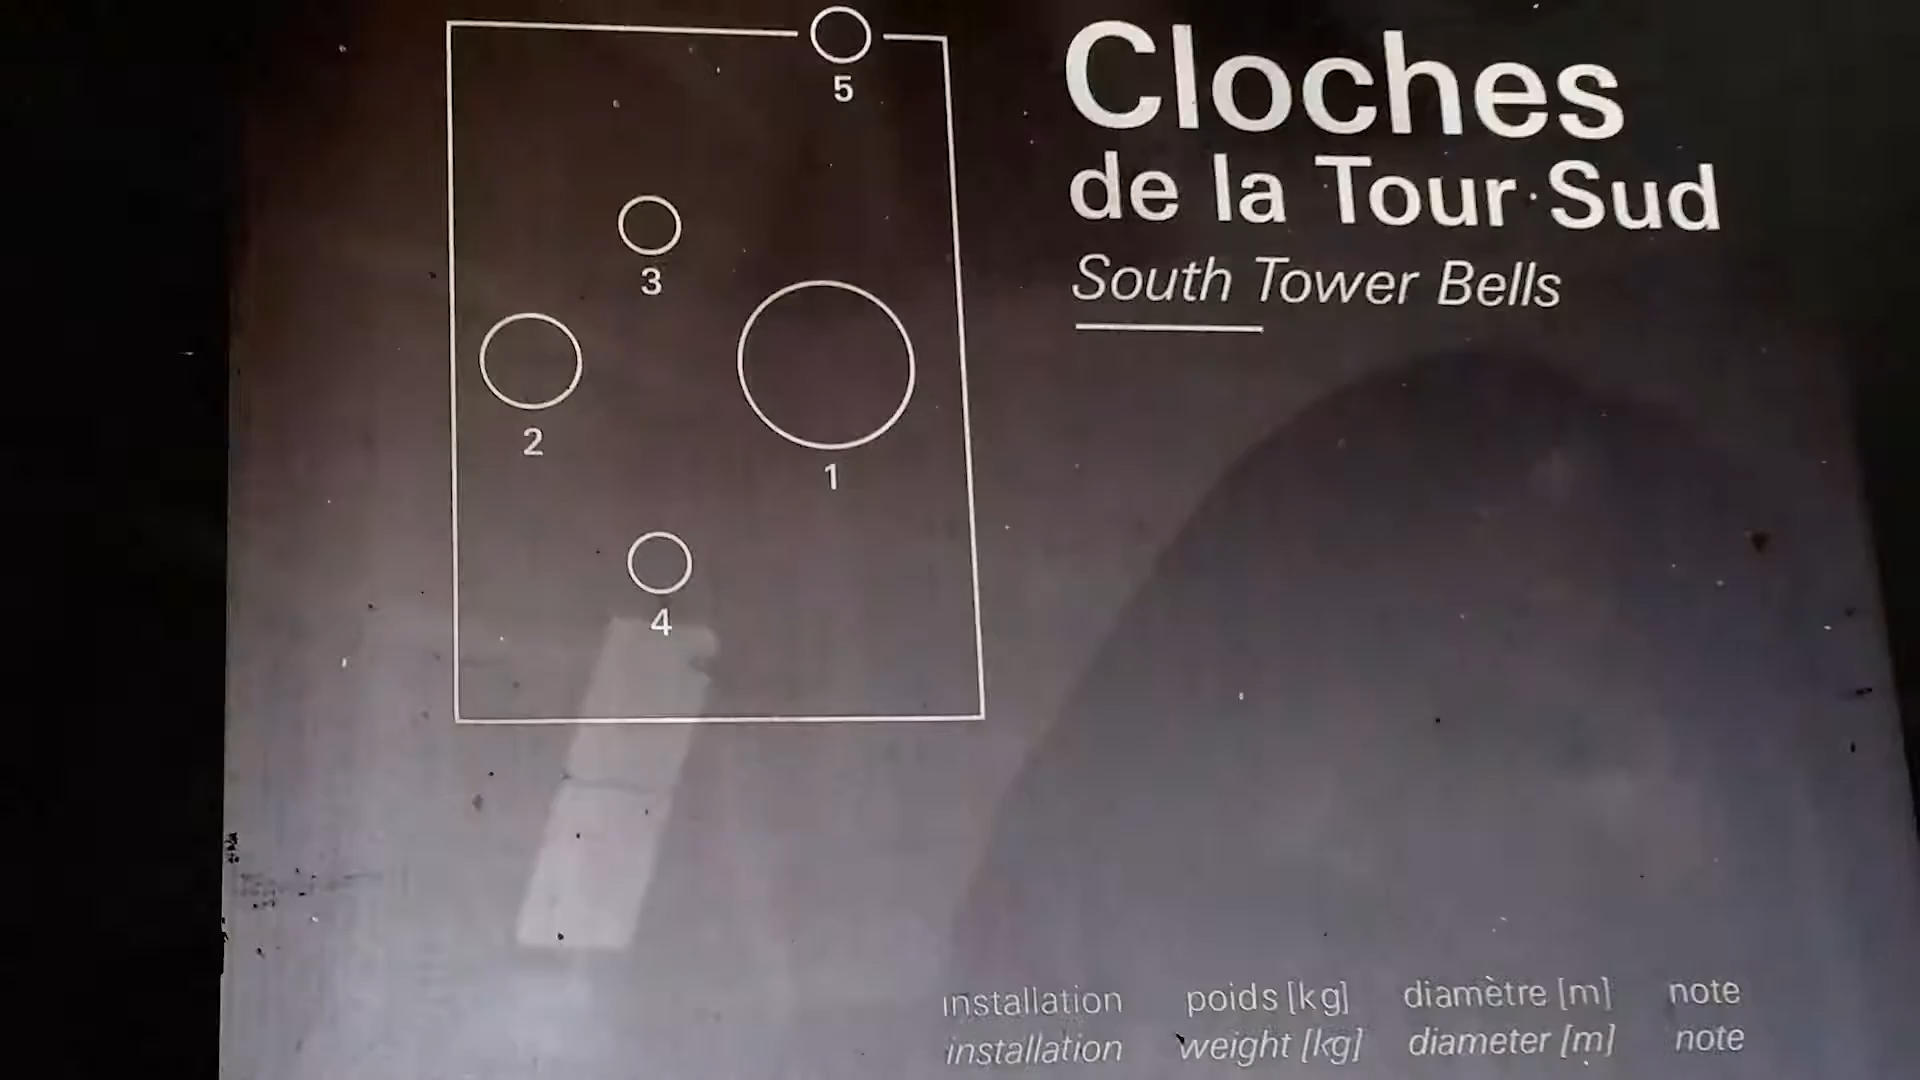 5
3
2
1
4
Cloches
de la Tour Sud
South Tower Bells
installation poids [kg] diamètre [m] note
installation weight [kg] diameter [m] note